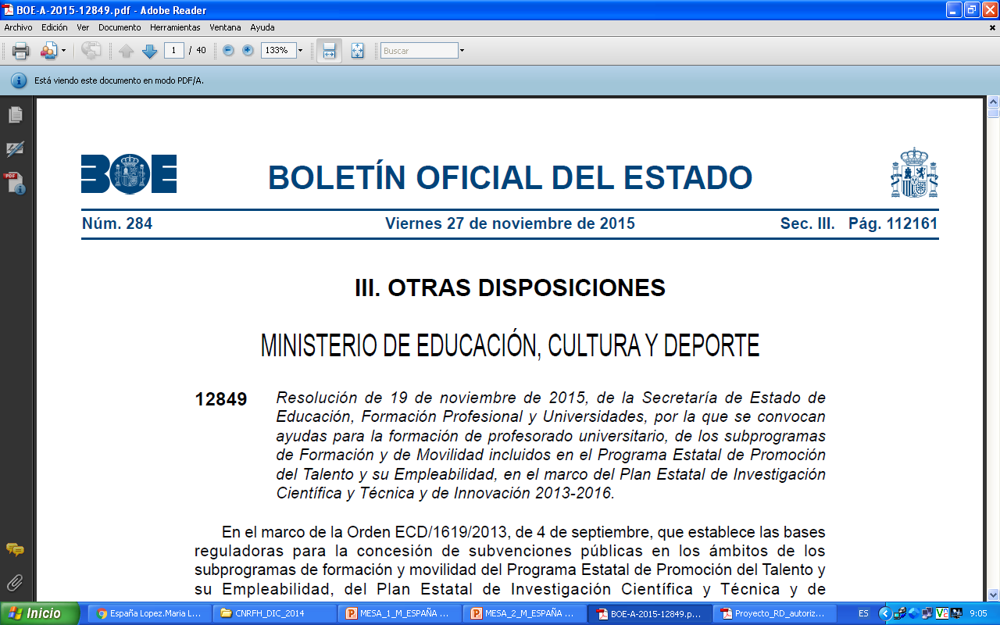 BOE-A-2015-12849.pdf - Adobe Reader
Archivo Edición Ver Documento Herramientas Ventana Ayuda
1 / 40 133% Buscar
Está viendo este documento en modo PDF/A.
BOE BOLETÍN OFICIAL DEL ESTADO
Núm. 284 Viernes 27 de noviembre de 2015 Sec. III. Pág. 112161
III. OTRAS DISPOSICIONES
MINISTERIO DE EDUCACIÓN, CULTURA Y DEPORTE
12849 Resolución de 19 de noviembre de 2015, de la Secretaría de Estado de
Educación, Formación Profesional y Universidades, por la que se convocan
ayudas para la formación de profesorado universitario, de los subprogramas
de Formación y de Movilidad incluidos en el Programa Estatal de Promoción
del Talento y su Empleabilidad, en el marco del Plan Estatal de Investigación
Científica y Técnica y de Innovación 2013-2016.
En el marco de la Orden ECD/1619/2013, de 4 de septiembre, que establece las bases
reguladoras para la concesión de subvenciones públicas en los ámbitos de los
subprogramas de formación y movilidad del Programa Estatal de Promoción del Talento y
su Empleabilidad, del Plan Estatal de Investigación Científica y Técnica y de
Inicio España Lopez.Maria L... CNRFH_DIC_2014 MESA_1_M_ESPAÑA ... MESA_2_M_ESPAÑA ... BOE-A-2015-12849.p... Proyecto_RD_autoriz... ES 9:05